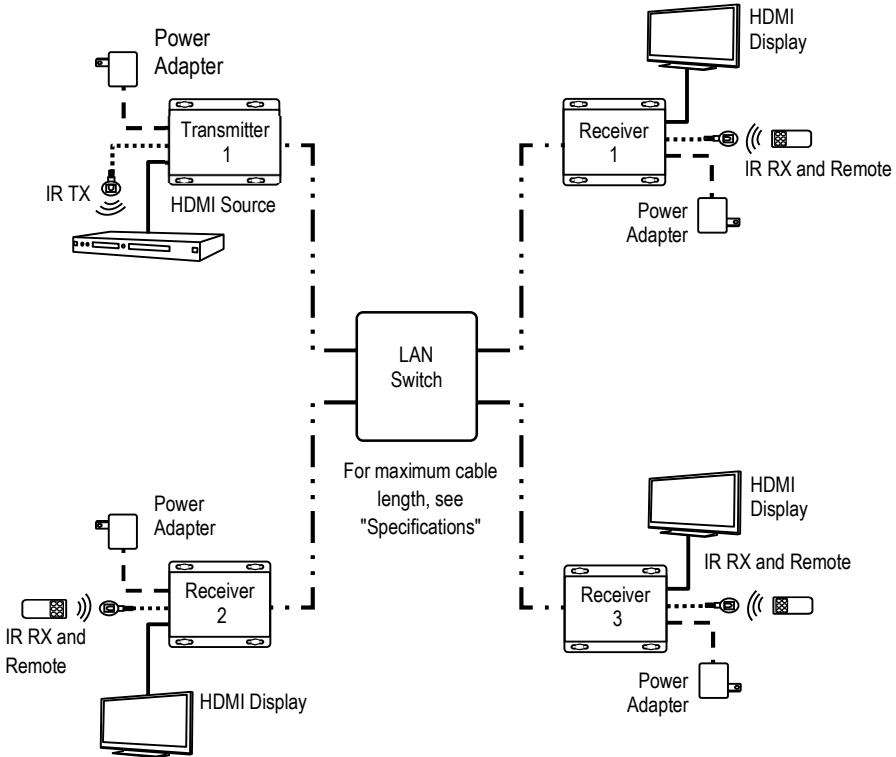 Power
Adapter
Transmitter
1
IR TX
HDMI Source
HDMI
Display
Receiver
1
IR RX and Remote
Power
Adapter
LAN
Switch
For maximum cable
length, see
"Specifications"
Power
Adapter
Receiver
2
IR RX and
Remote
HDMI Display
HDMI
Display
IR RX and Remote
Receiver
3
Power
Adapter